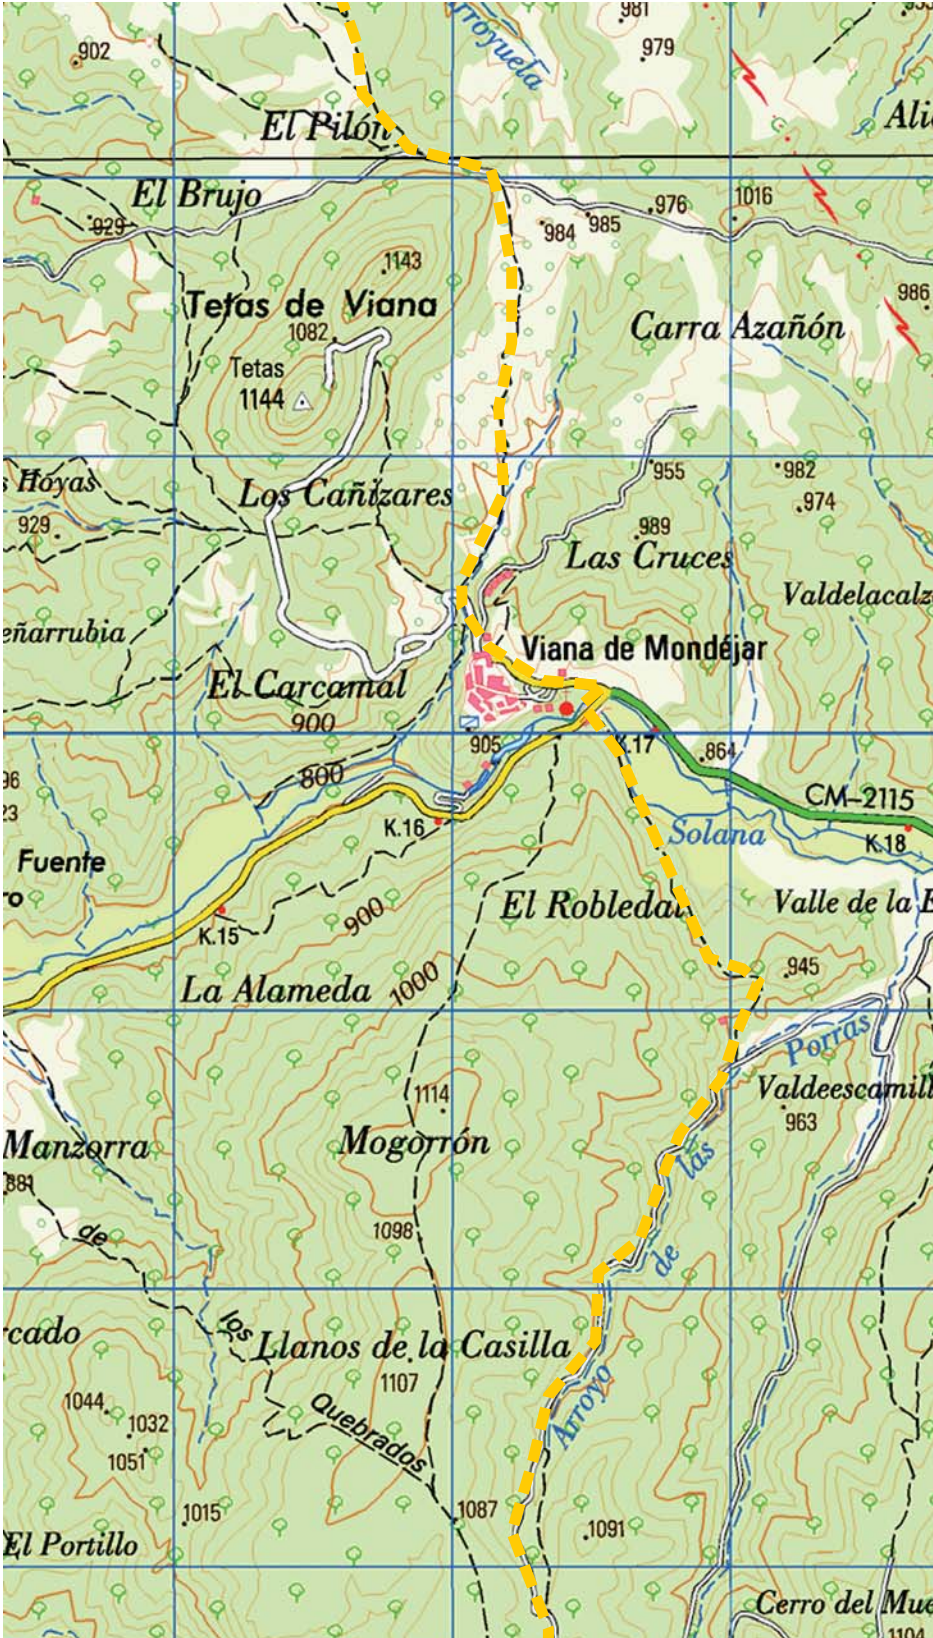 981
902
979
Arroyuela
El Pilón
Ali
El Brujo
929
976
1016
984
985
1143
Tetas de Viana
1082
986
Carra Azañón
Tetas
1144
955
982
s Hoyas
Los Cañizares
974
929
989
Las Cruces
Valdelacalz
eñarrubia
Viana de Mondéjar
El Carcamal
900
905
K.17
864
96
800
CM-2115
23
K.16
Solana
K.18
Fuente
ro
900
El Robledal
Valle de la E
K.15
945
La Alameda
1000
Porras
1114
Valdeescamill
963
Manzorra
Mogorrón
las
881
1098
de
de
los
rcado
Llanos de la Casilla
1107
Arroyo
1044
1032
Quebrados
1051
1087
1015
1091
El Portillo
Cerro del Mue
1104